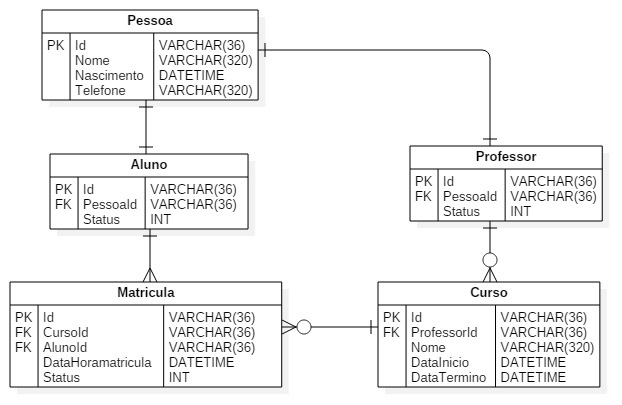 Pessoa
PK Id VARCHAR(36)
Nome VARCHAR(320)
Nascimento DATETIME
Telefone VARCHAR(320)
Aluno
PK Id VARCHAR(36)
FK PessoaId VARCHAR(36)
Status INT
Professor
PK Id VARCHAR(36)
FK PessoaId VARCHAR(36)
Status INT
Matricula
PK Id VARCHAR(36)
FK CursoId VARCHAR(36)
FK AlunoId VARCHAR(36)
DataHoramatricula DATETIME
Status INT
Curso
PK Id VARCHAR(36)
FK ProfessorId VARCHAR(36)
Nome VARCHAR(320)
DataInicio DATETIME
DataTermino DATETIME